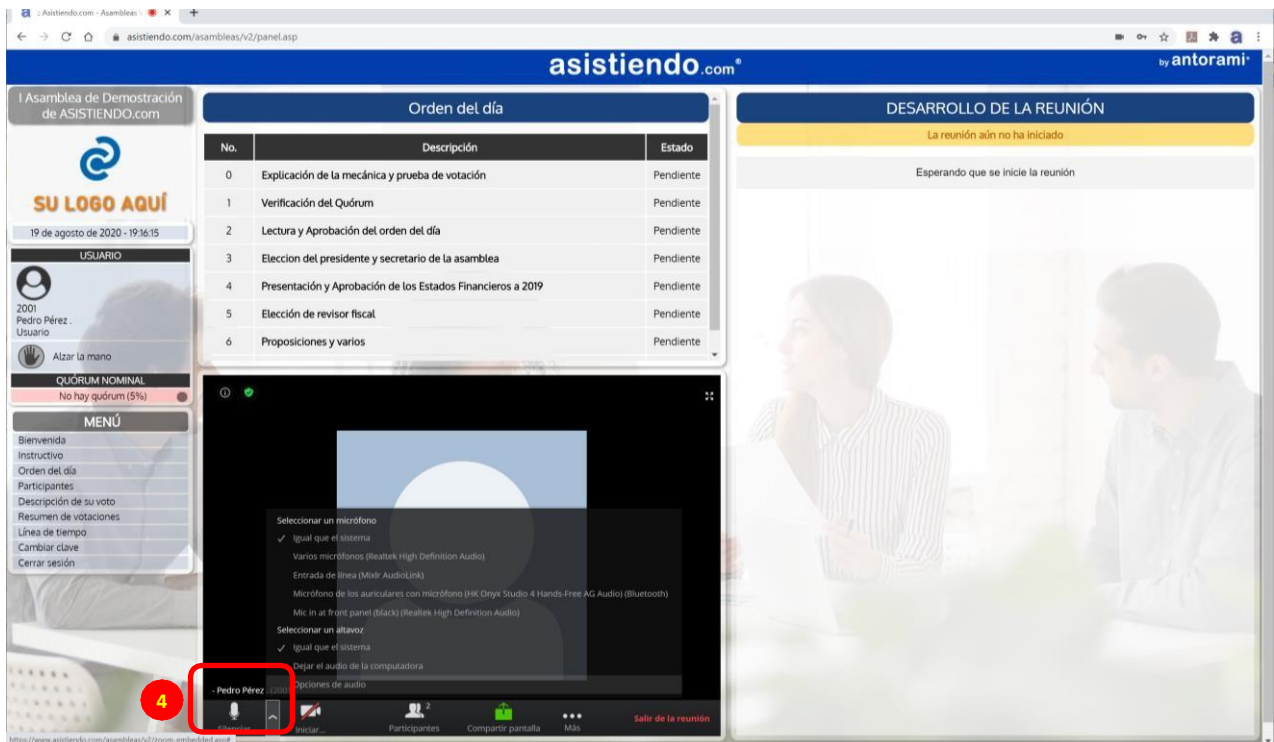 : Asistiendo.com - Asambleas V
asistiendo.com/asambleas/v2/panel.asp
asistiendo.com®
by antorami®
I Asamblea de Demostración
de ASISTIENDO.com
SU LOGO AQUÍ
19 de agosto de 2020 - 19:16:15
USUARIO
2001
Pedro Pérez .
Usuario
Alzar la mano
QUÓRUM NOMINAL
No hay quórum (5%)
MENÚ
Bienvenida
Instructivo
Orden del día
Participantes
Descripción de su voto
Resumen de votaciones
Línea de tiempo
Cambiar clave
Cerrar sesión
Orden del día
No. Descripción Estado
0 Explicación de la mecánica y prueba de votación Pendiente
1 Verificación del Quórum Pendiente
2 Lectura y Aprobación del orden del día Pendiente
3 Eleccion del presidente y secretario de la asamblea Pendiente
4 Presentación y Aprobación de los Estados Financieros a 2019 Pendiente
5 Elección de revisor fiscal Pendiente
6 Proposiciones y varios Pendiente
Seleccionar un micrófono
✓ Igual que el sistema
Varios micrófonos (Realtek High Definition Audio)
Entrada de línea (Mixlr AudioLink)
Micrófono de los auriculares con micrófono (HK Onyx Studio 4 Hands-Free AG Audio) (Bluetooth)
Mic in at front panel (black) (Realtek High Definition Audio)
Seleccionar un altavoz
✓ Igual que el sistema
Dejar el audio de la computadora
Opciones de audio
- Pedro Pérez . (2001
4
Silenciar
Iniciar...
Participantes 2
Compartir pantalla
Más
Salir de la reunión
DESARROLLO DE LA REUNIÓN
La reunión aún no ha iniciado
Esperando que se inicie la reunión
https://www.asistiendo.com/asambleas/v2/zoom-embedded.asp#